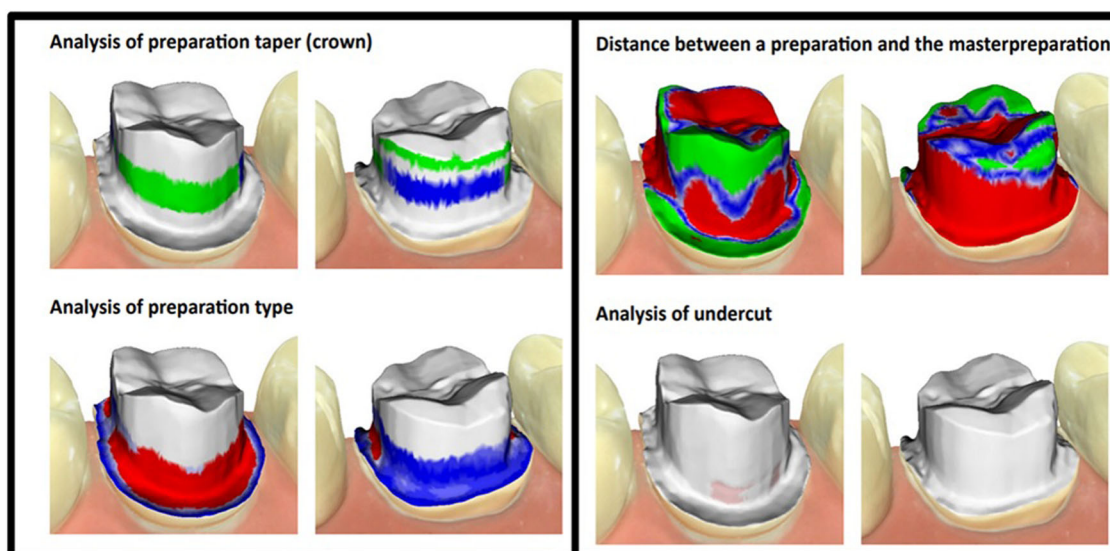 Analysis of preparation taper (crown)
Distance between a preparation and the masterpreparation
Analysis of preparation type
Analysis of undercut